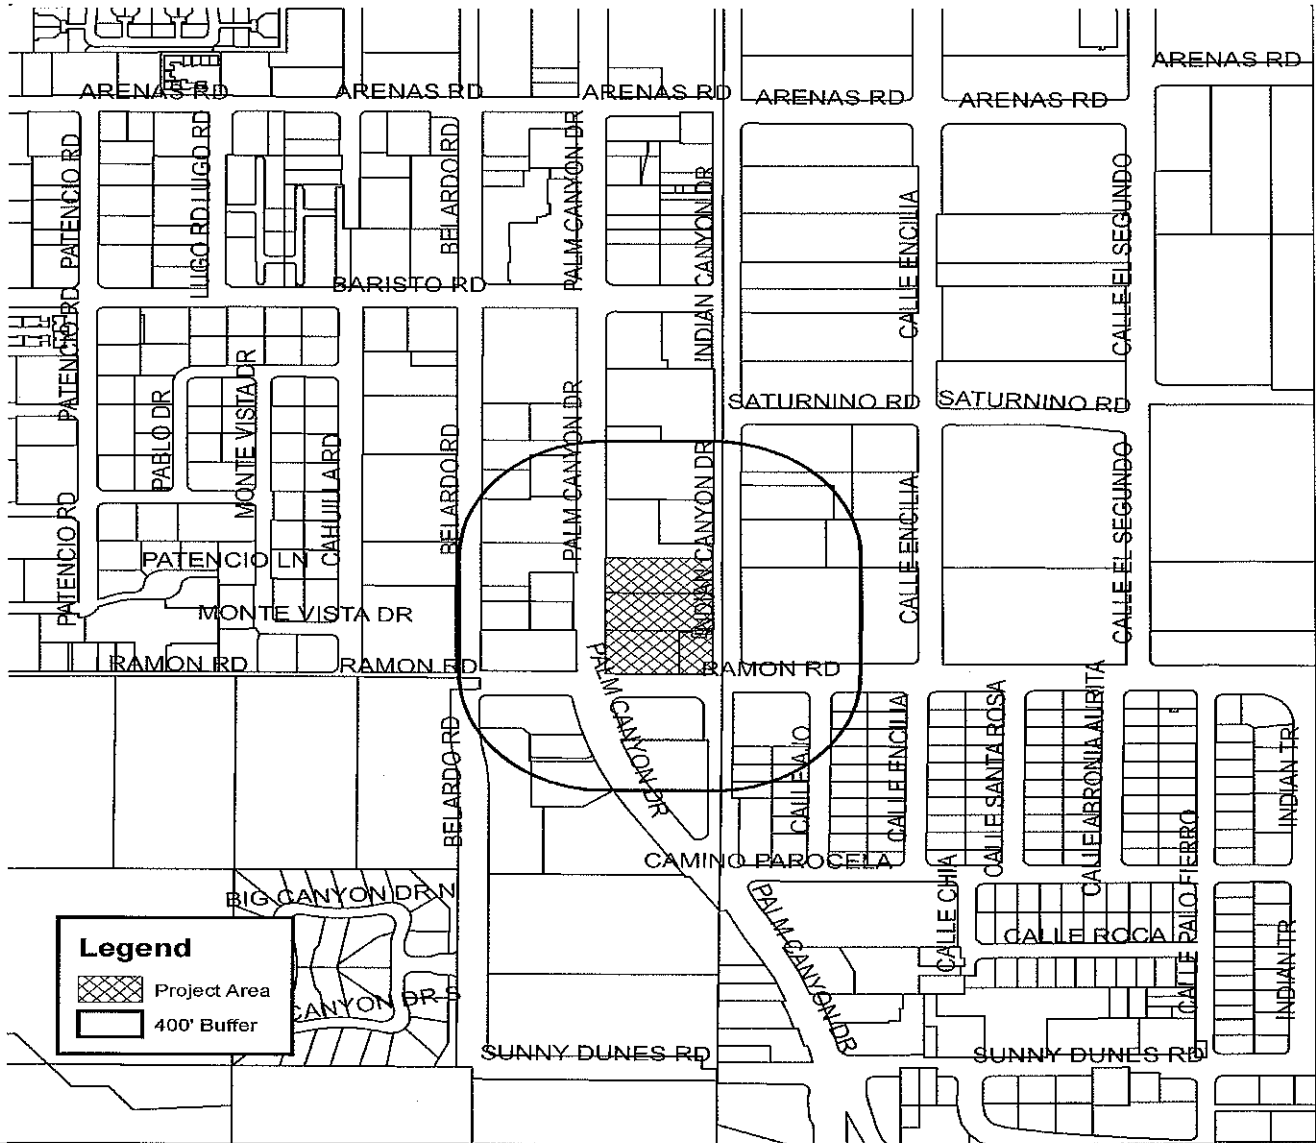 ARENAS RD
ARENAS RD
ARENAS RD
ARENAS RD
ARENAS RD
ARENAS RD
PATENCIO RD
LUGO RD
LUGO RD
BELARDO RD
PALM CANYON DR
INDIAN CANYON DR
CALLE ENCILIA
CALLE EL SEGUNDO
BARISTO RD
PATENCIO RD
PABLO DR
MONTE VISTA DR
CAHUILLA RD
BELARDO RD
PALM CANYON DR
INDIAN CANYON DR
SATURNINO RD
SATURNINO RD
CALLE ENCILIA
CALLE EL SEGUNDO
PATENCIO RD
PATENCIO LN
MONTE VISTA DR
RAMON RD
RAMON RD
RAMON RD
PALM CANYON DR
BELARDO RD
CALLE AJO
CALLE ENCILIA
CALLE SANTA ROSA
CALLE ABRONIA AURITA
CALLE PALO FIERRO
INDIAN TR
CAMINO PAROCELA
BIG CANYON DR N
CANYON DR S
PALM CANYON DR
CALLE CHIA
CALLE ROCA
INDIAN TR
SUNNY DUNES RD
SUNNY DUNES RD
Legend
Project Area
400' Buffer